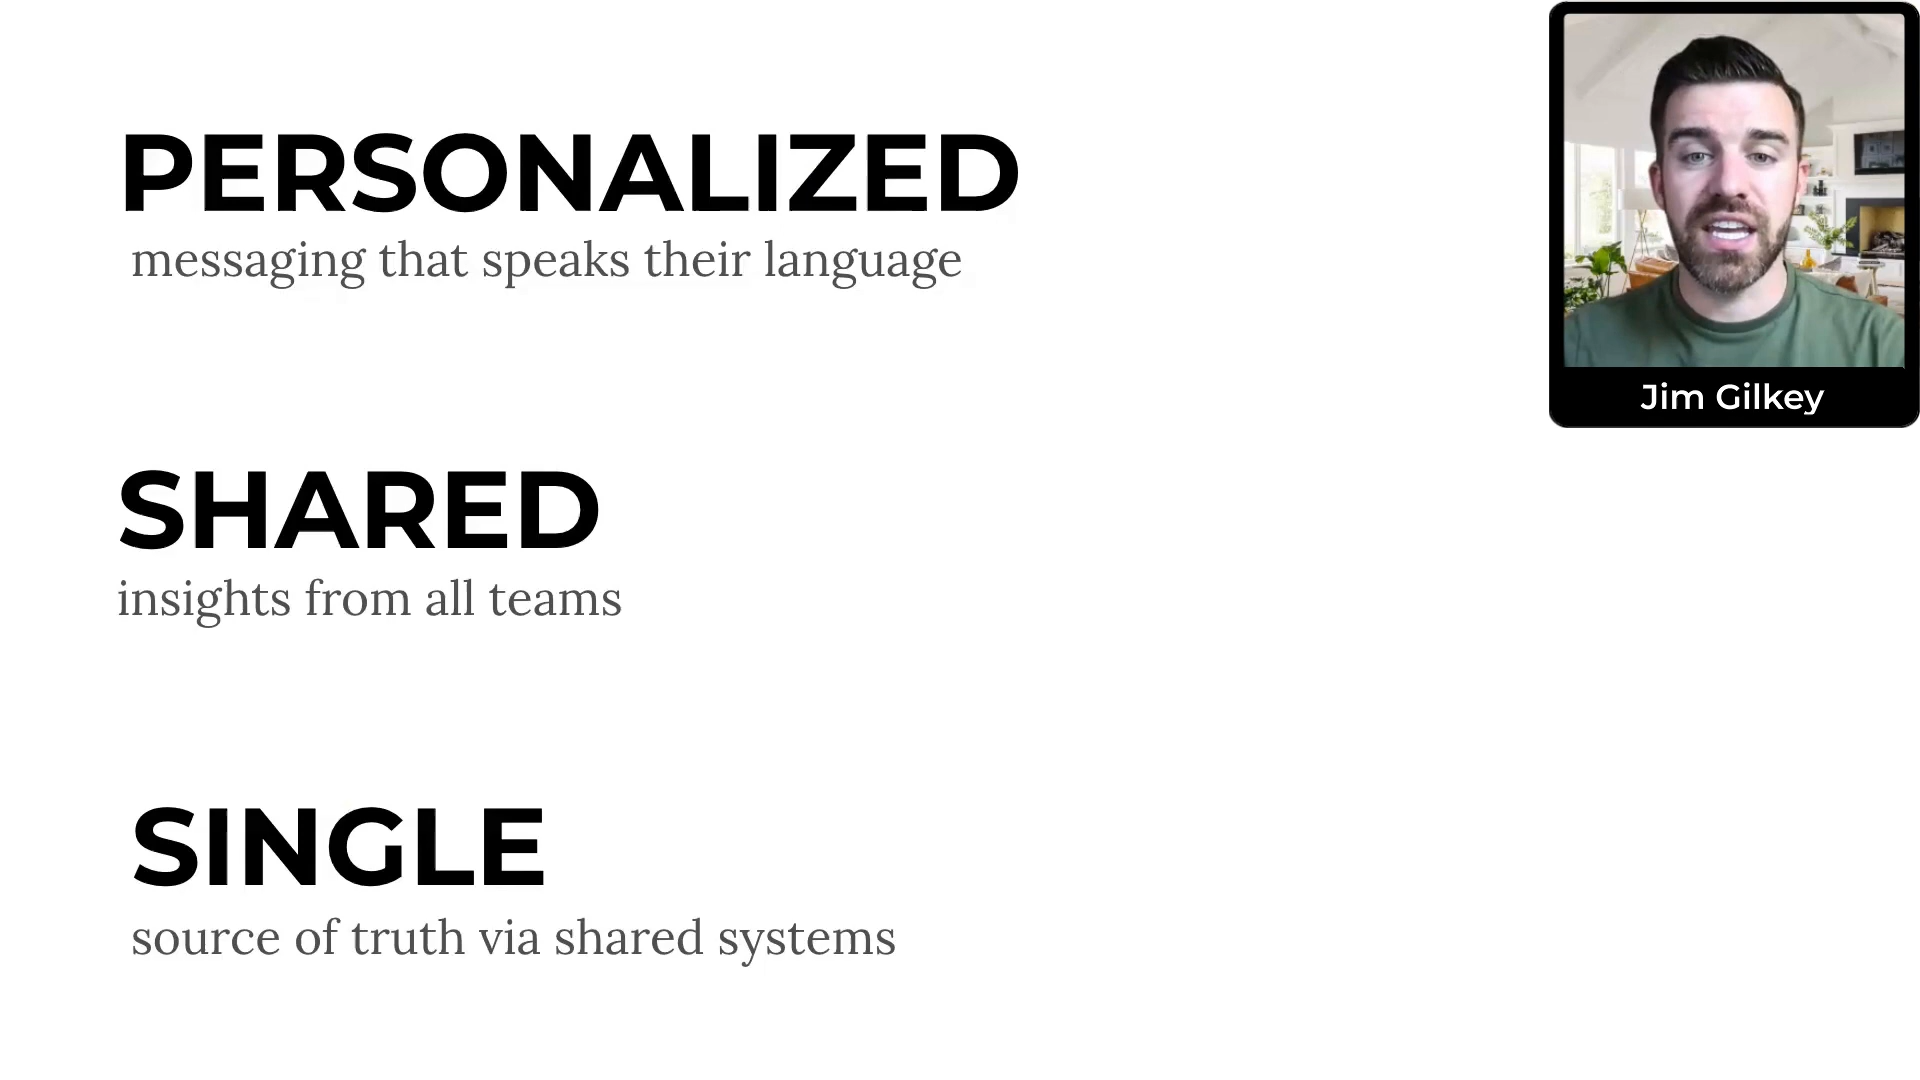 PERSONALIZED
messaging that speaks their language
Jim Gilkey
SHARED
insights from all teams
SINGLE
source of truth via shared systems